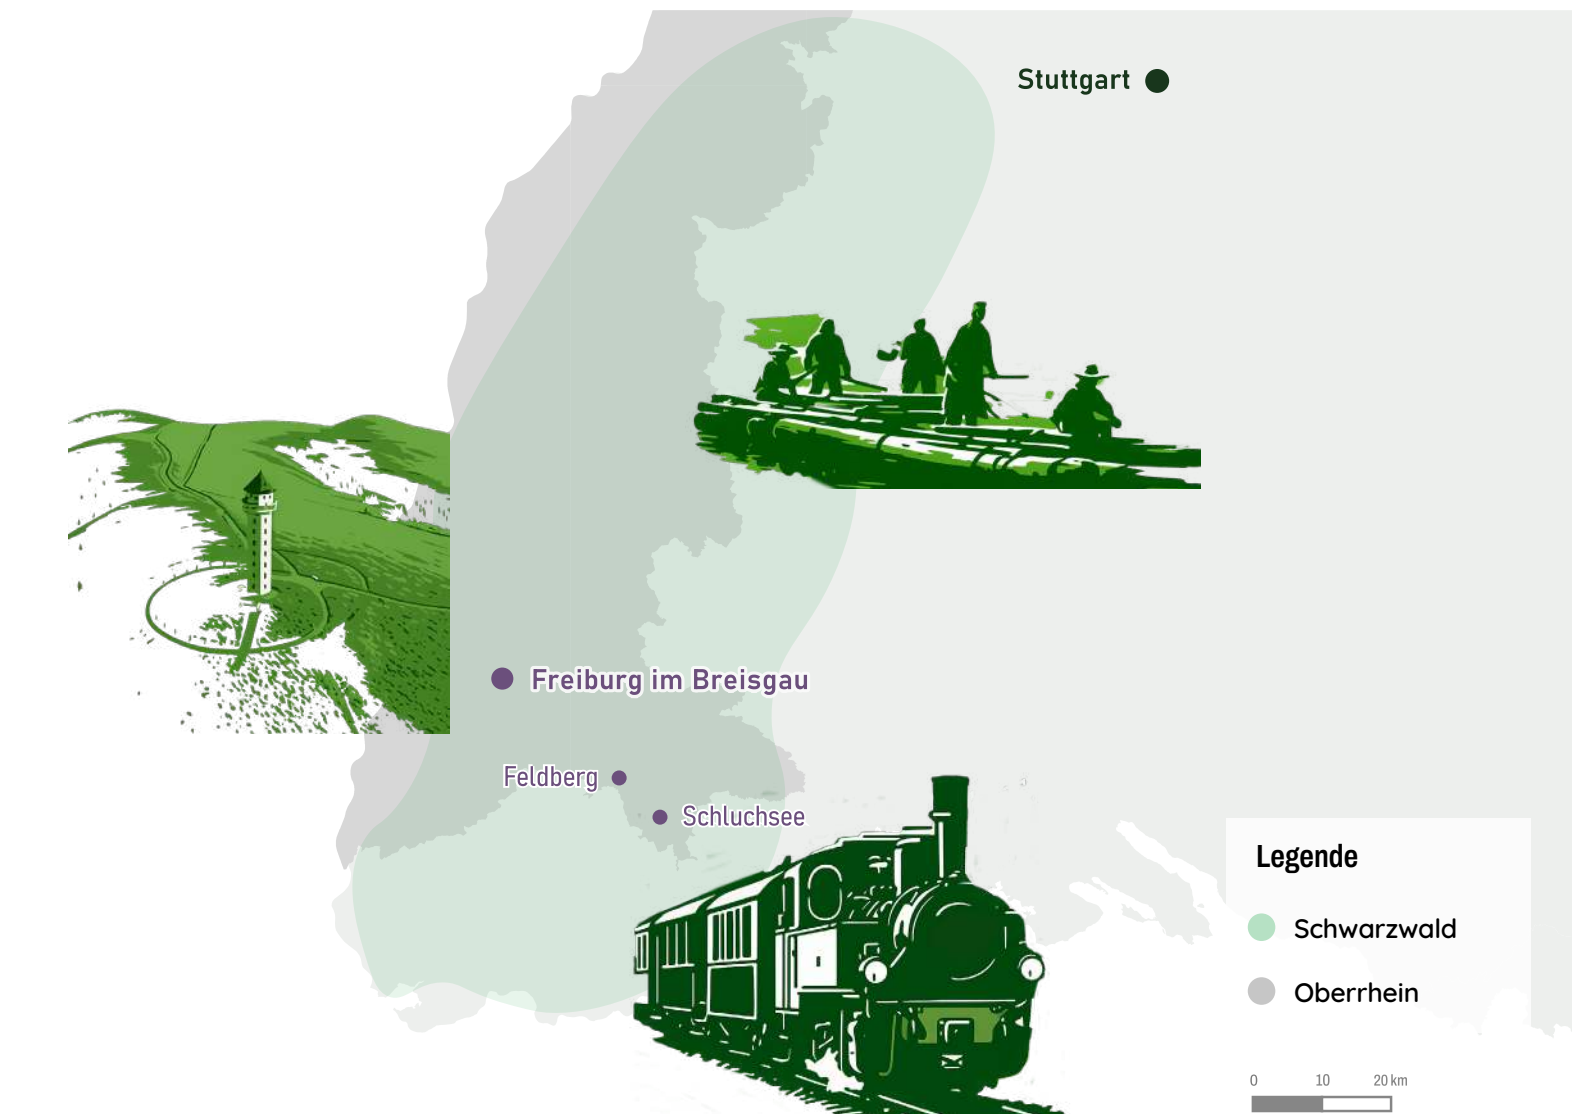 Stuttgart
Freiburg im Breisgau
Feldberg
Schluchsee
Legende
Schwarzwald
Oberrhein
0 10 20 km